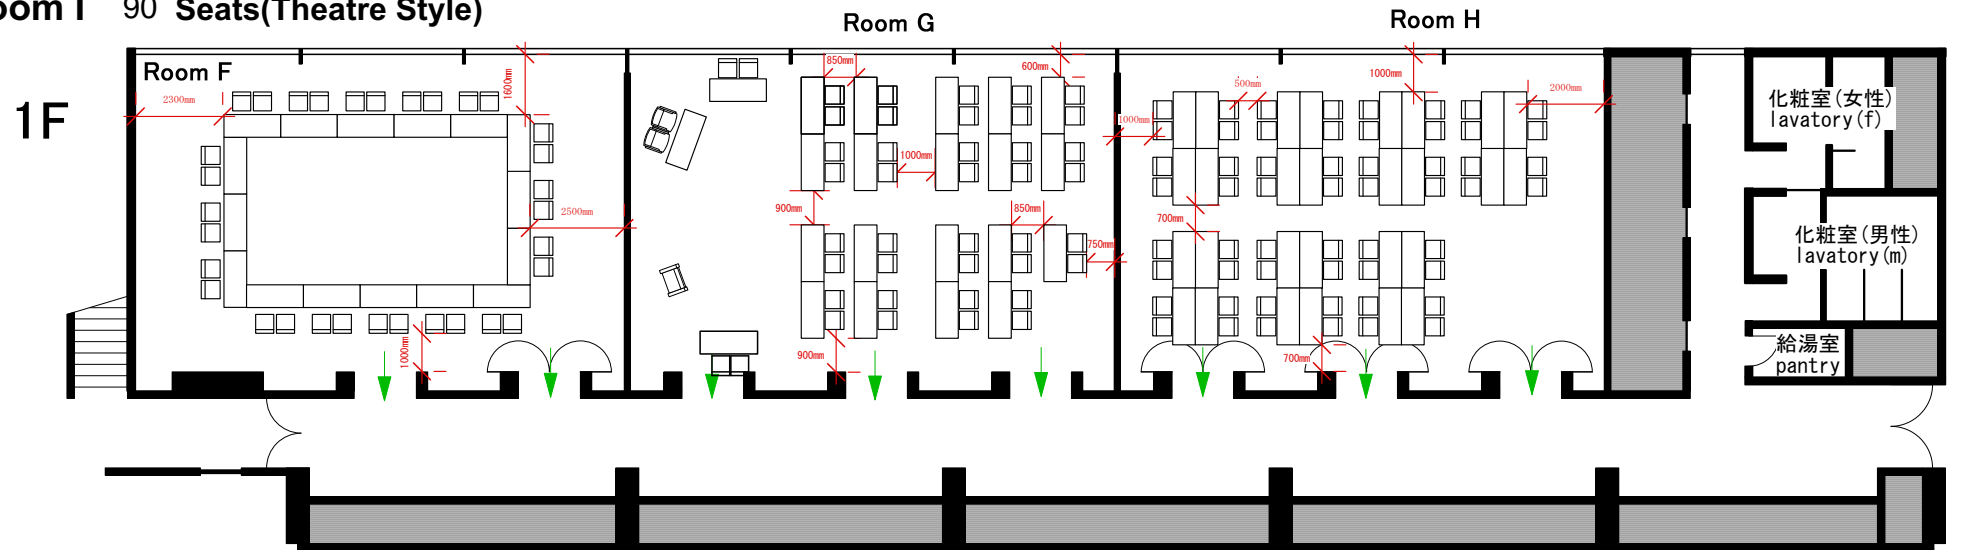 oom I 90 Seats(Theatre Style)
Room G
Room H
Room F
1F
2300mm
1600mm
2500mm
1000mm
850mm
600mm
1000mm
900mm
850mm
750mm
900mm
1000mm
500mm
1000mm
2000mm
700mm
700mm
化粧室(女性)
lavatory(f)
化粧室(男性)
lavatory(m)
給湯室
pantry